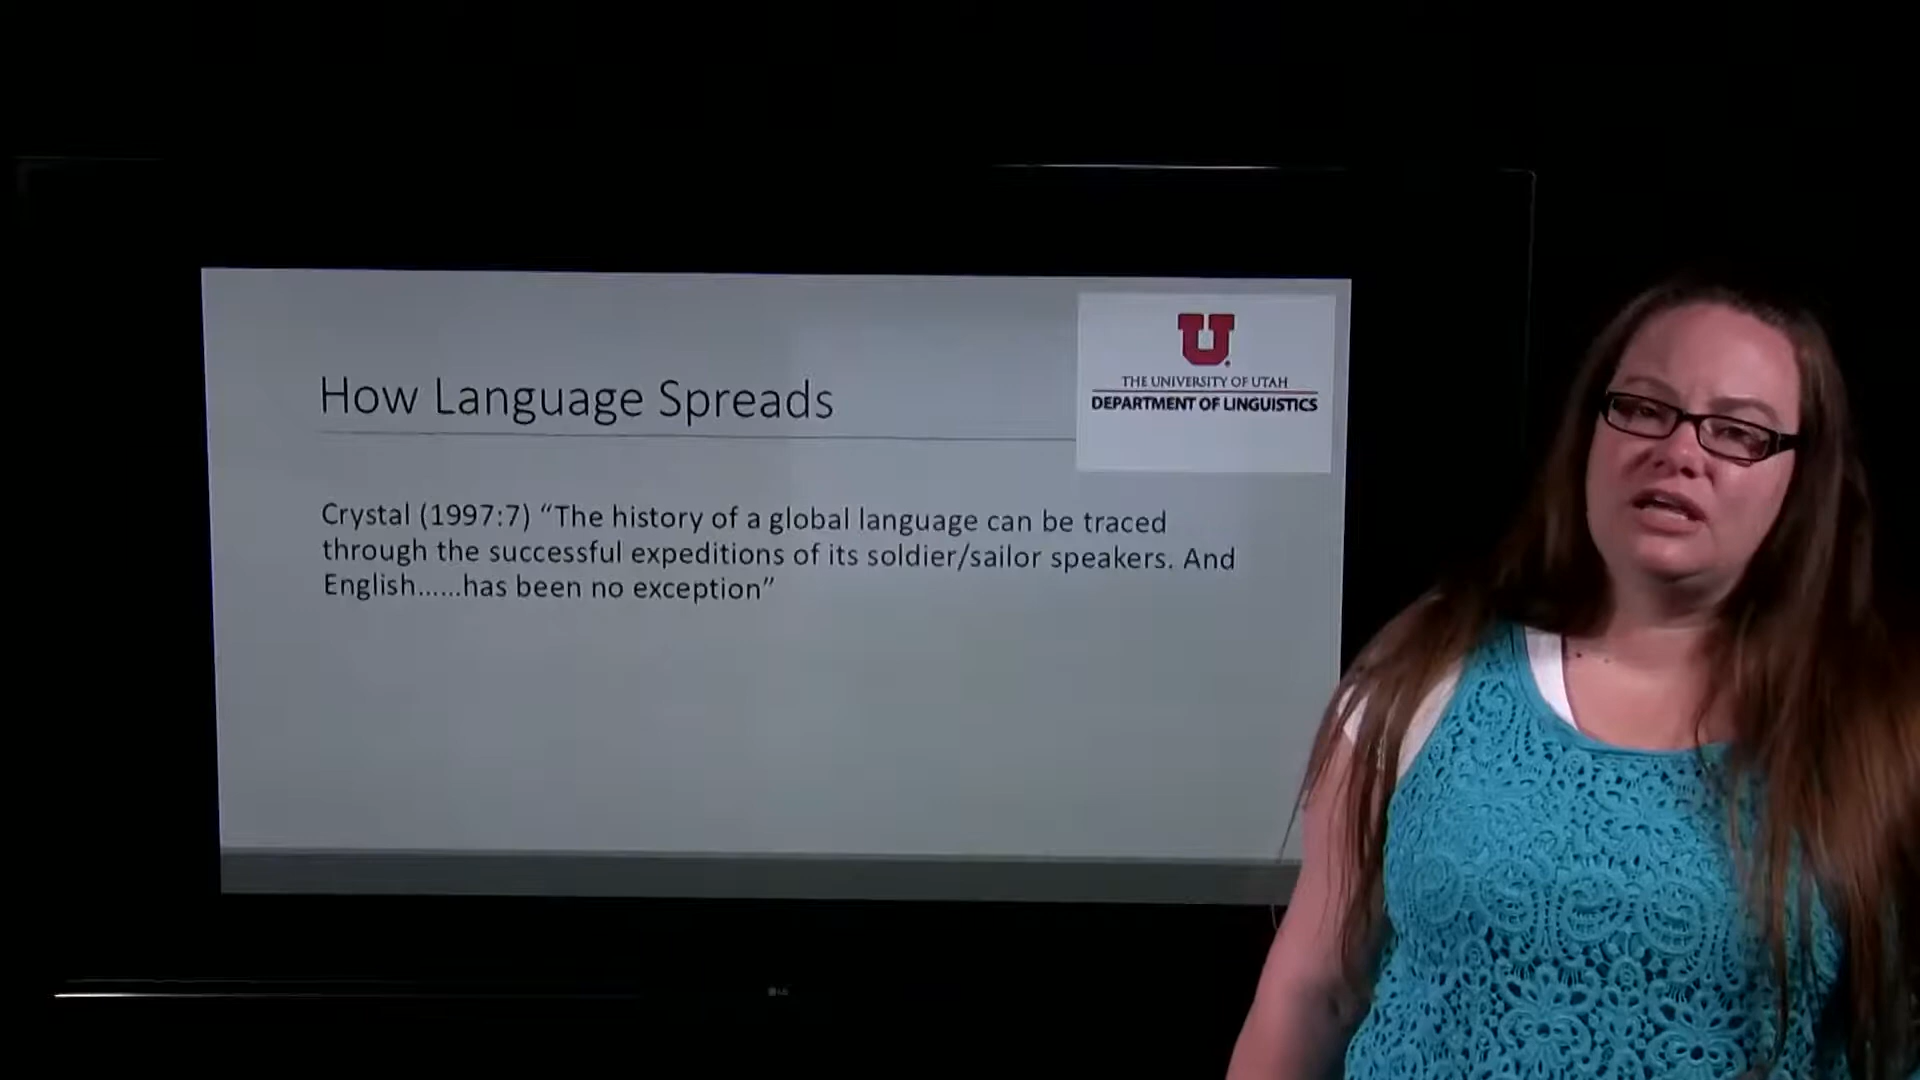 THE UNIVERSITY OF UTAH
DEPARTMENT OF LINGUISTICS
How Language Spreads
Crystal (1997:7) “The history of a global language can be traced
through the successful expeditions of its soldier/sailor speakers. And
English......has been no exception”
LG